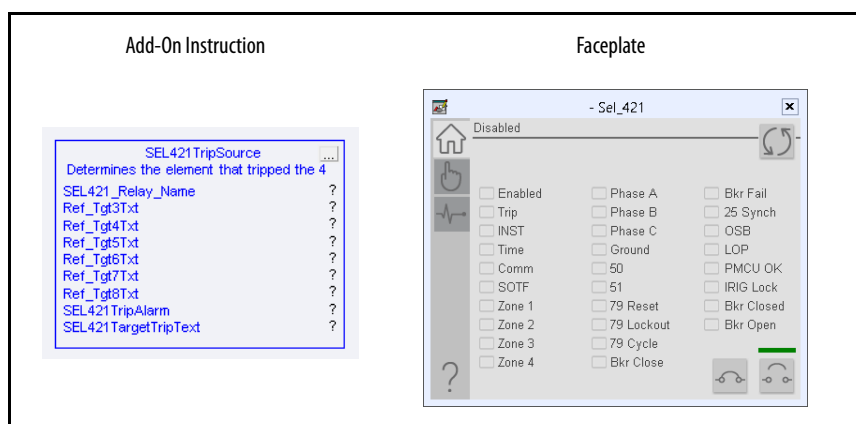 Add-On Instruction
Faceplate
SEL421TripSource
...
Determines the element that tripped the 4
SEL421_Relay_Name ?
Ref_Tgt3Txt ?
Ref_Tgt4Txt ?
Ref_Tgt5Txt ?
Ref_Tgt6Txt ?
Ref_Tgt7Txt ?
Ref_Tgt8Txt ?
SEL421TripAlarm ?
SEL421TargetTripText ?
- Sel_421
Disabled
Enabled
Trip
INST
Time
Comm
SOTF
Zone 1
Zone 2
Zone 3
Zone 4
Phase A
Phase B
Phase C
Ground
50
51
79 Reset
79 Lockout
79 Cycle
Bkr Close
Bkr Fail
25 Synch
OSB
LOP
PMCU OK
IRIG Lock
Bkr Closed
Bkr Open
?